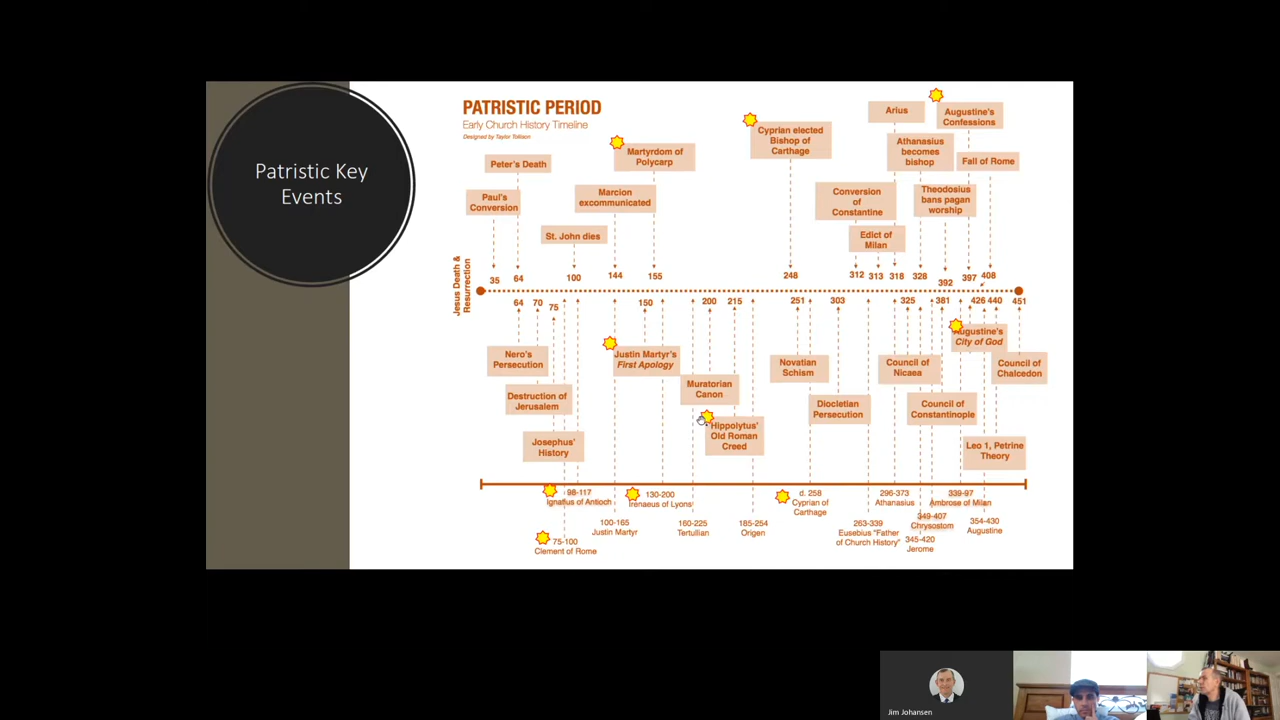 Patristic Key
Events
PATRISTIC PERIOD
Early Church History Timeline
Designed by Taylor Tollison
Peter's Death
Paul's
Conversion
St. John dies
Martyrdom of
Polycarp
Marcion
excommunicated
Cyprian elected
Bishop of
Carthage
Conversion
of
Constantine
Edict of
Milan
Arius
Athanasius
becomes
bishop
Theodosius
bans pagan
worship
Augustine's
Confessions
Fall of Rome
Jesus Death &
Resurrection
35 64 100 144 155 248 312 313 318 328 392 397 408
64 70 75 150 200 215 251 303 325 381 426 440 451
Nero's
Persecution
Destruction of
Jerusalem
Josephus'
History
Justin Martyr's
First Apology
Muratorian
Canon
Hippolytus'
Old Roman
Creed
Novatian
Schism
Diocletian
Persecution
Council of
Nicaea
Council of
Constantinople
Augustine's
City of God
Council of
Chalcedon
Leo 1, Petrine
Theory
98-117
Ignatius of Antioch
75-100
Clement of Rome
100-165
Justin Martyr
130-200
Irenaeus of Lyons
160-225
Tertullian
185-254
Origen
d. 258
Cyprian of
Carthage
263-339
Eusebius "Father
of Church History"
296-373
Athanasius
345-420
Jerome
349-407
Chrysostom
339-97
Ambrose of Milan
354-430
Augustine
Jim Johansen